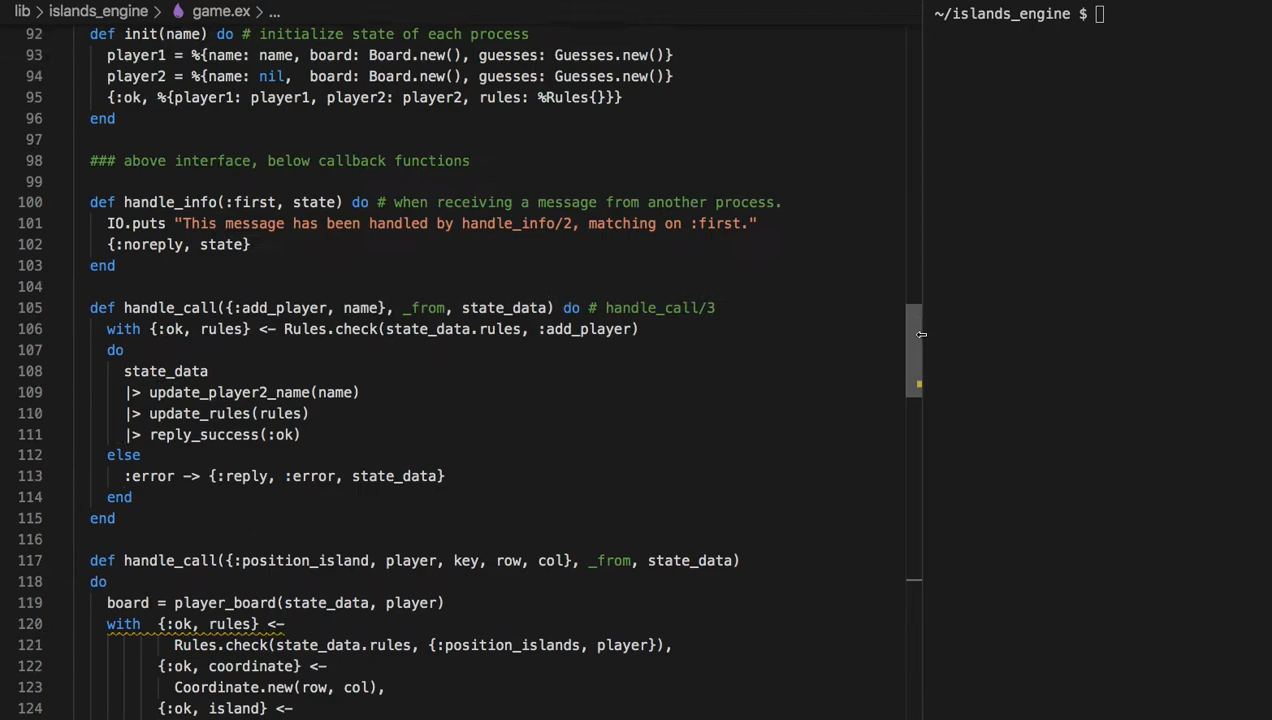 lib > islands_engine > game.ex > ...
~/islands_engine $
92 def init(name) do # initialize state of each process
93 player1 = %{name: name, board: Board.new(), guesses: Guesses.new()}
94 player2 = %{name: nil,  board: Board.new(), guesses: Guesses.new()}
95 {:ok, %{player1: player1, player2: player2, rules: %Rules{}}}
96 end
97
98 ### above interface, below callback functions
99
100 def handle_info(:first, state) do # when receiving a message from another process.
101 IO.puts "This message has been handled by handle_info/2, matching on :first."
102 {:noreply, state}
103 end
104
105 def handle_call({:add_player, name}, _from, state_data) do # handle_call/3
106 with {:ok, rules} <- Rules.check(state_data.rules, :add_player)
107 do
108 state_data
109 |> update_player2_name(name)
110 |> update_rules(rules)
111 |> reply_success(:ok)
112 else
113 :error -> {:reply, :error, state_data}
114 end
115 end
116
117 def handle_call({:position_island, player, key, row, col}, _from, state_data)
118 do
119 board = player_board(state_data, player)
120 with  {:ok, rules} <-
121 Rules.check(state_data.rules, {:position_islands, player}),
122 {:ok, coordinate} <-
123 Coordinate.new(row, col),
124 {:ok, island} <-